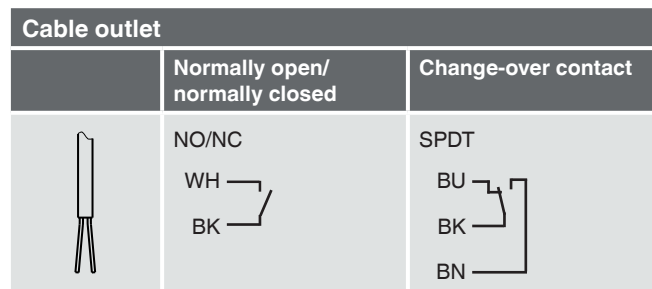 Cable outlet
Normally open/
normally closed
Change-over contact
NO/NC
WH
BK
SPDT
BU
BK
BN